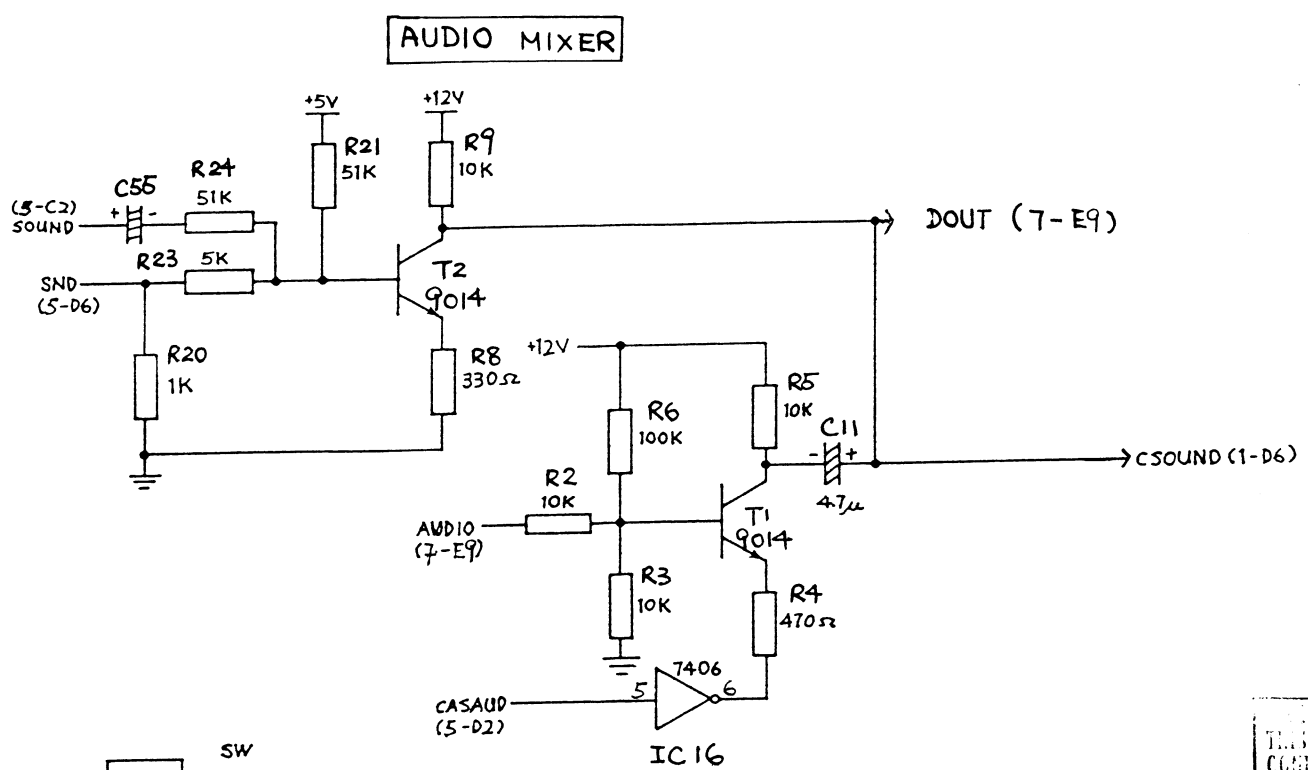 AUDIO MIXER
+5V
+12V
R21
51K
R9
10K
R24
51K
C55
+ -
(5-C2)
SOUND
DOUT (7-E9)
R23
5K
SND
(5-D6)
T2
9014
R20
1K
R8
330Ω
+12V
R5
10K
R6
100K
C11
- +
4.7μ
CSOUND (1-D6)
R2
10K
AUDIO
(7-E9)
T1
9014
R3
10K
R4
470Ω
7406
5
6
CASAUD
(5-D2)
IC16
SW